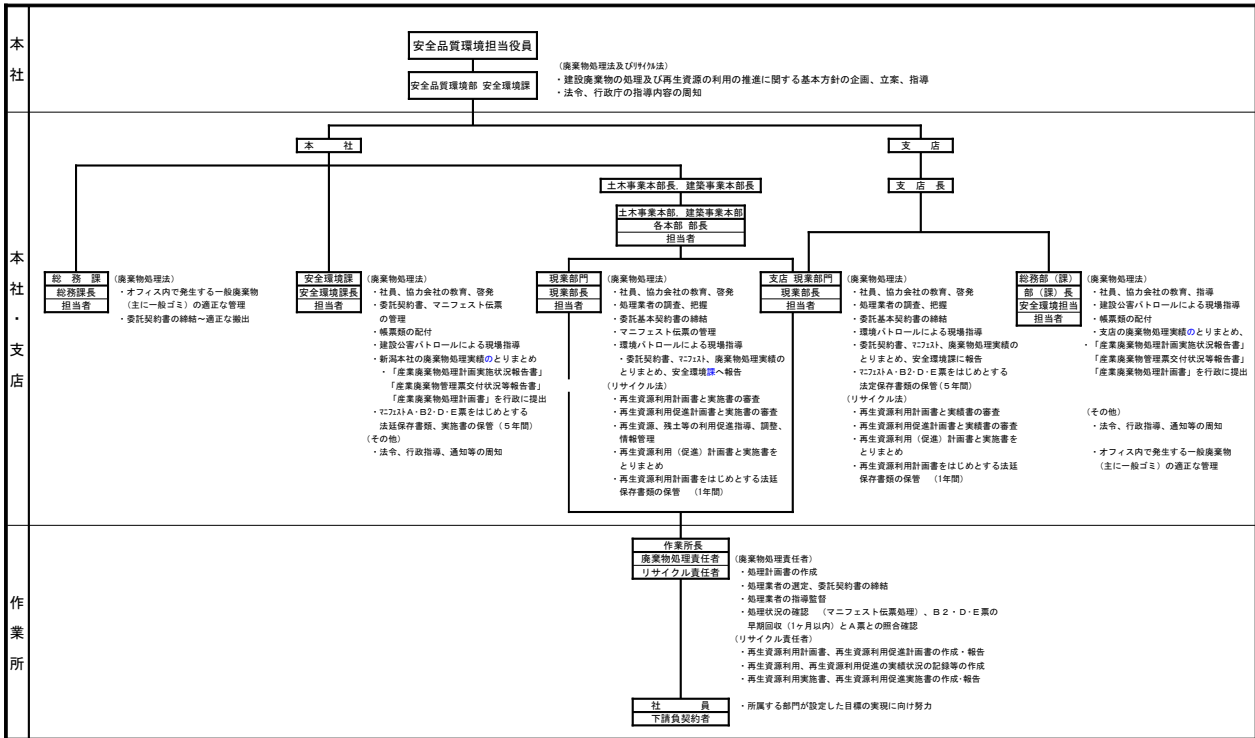 本社
安全品質環境担当役員
安全品質環境部 安全環境課
(廃棄物処理法及びﾘｻｲｸﾙ法)
・建設廃棄物の処理及び再生資源の利用の推進に関する基本方針の企画、立案、指導
・法令、行政庁の指導内容の周知
本社・支店
本 社
支 店
土木事業本部長, 建築事業本部長
支 店 長
土木事業本部, 建築事業本部
各本部 部長
担当者
総 務 課
総務課長
担当者
(廃棄物処理法)
・オフィス内で発生する一般廃棄物
(主に一般ゴミ)の適正な管理
・委託契約書の締結～適正な搬出
安全環境課
安全環境課長
担当者
(廃棄物処理法)
・社員、協力会社の教育、啓発
・委託契約書、マニフェスト伝票
の管理
・帳票類の配付
・建設公害パトロールによる現場指導
・新潟本社の廃棄物処理実績のとりまとめ
・「産業廃棄物処理計画実施状況報告書」
「産業廃棄物管理票交付状況等報告書」
「産業廃棄物処理計画書」を行政に提出
・ﾏﾆﾌｪｽﾄA・B2・D・E票をはじめとする
法廷保存書類、実施書の保管(5年間)
(その他)
・法令、行政指導、通知等の周知
現業部門
現業部長
担当者
(廃棄物処理法)
・社員、協力会社の教育、啓発
・処理業者の調査、把握
・委託基本契約書の締結
・マニフェスト伝票の管理
・環境パトロールによる現場指導
・委託契約書、ﾏﾆﾌｪｽﾄ、廃棄物処理実績の
とりまとめ、安全環境課へ報告
(リサイクル法)
・再生資源利用計画書と実施書の審査
・再生資源利用促進計画書と実施書の審査
・再生資源、残土等の利用促進指導、調整、
情報管理
・再生資源利用(促進)計画書と実施書を
とりまとめ
・再生資源利用計画書をはじめとする法廷
保存書類の保管 (1年間)
支店 現業部門
現業部長
担当者
(廃棄物処理法)
・社員、協力会社の教育、啓発
・処理業者の調査、把握
・委託基本契約書の締結
・環境パトロールによる現場指導
・委託契約書、ﾏﾆﾌｪｽﾄ、廃棄物処理実績の
とりまとめ、安全環境課に報告
・ﾏﾆﾌｪｽﾄA・B2・D・E票をはじめとする
法定保存書類の保管(5年間)
(リサイクル法)
・再生資源利用計画書と実績書の審査
・再生資源利用促進計画書と実績書の審査
・再生資源利用(促進)計画書と実施書を
とりまとめ
・再生資源利用計画書をはじめとする法廷
保存書類の保管 (1年間)
総務部(課)
部(課)長
安全環境担当
担当者
(廃棄物処理法)
・社員、協力会社の教育、指導
・建設公害パトロールによる現場指導
・帳票類の配付
・支店の廃棄物処理実績のとりまとめ、
・「産業廃棄物処理計画実施状況報告書」
「産業廃棄物管理票交付状況等報告書」
「産業廃棄物処理計画書」を行政に提出
(その他)
・法令、行政指導、通知等の周知
・オフィス内で発生する一般廃棄物
(主に一般ゴミ)の適正な管理
作業所
作業所長
廃棄物処理責任者
リサイクル責任者
(廃棄物処理責任者)
・処理計画書の作成
・処理業者の選定、委託契約書の締結
・処理業者の指導監督
・処理状況の確認 (マニフェスト伝票処理)、B2・D・E票の
早期回収(1ヶ月以内)とA票との照合確認
(リサイクル責任者)
・再生資源利用計画書、再生資源利用促進計画書の作成・報告
・再生資源利用、再生資源利用促進の実績状況の記録等の作成
・再生資源利用実施書、再生資源利用促進実施書の作成・報告
社 員
下請負契約者
・所属する部門が設定した目標の実現に向け努力